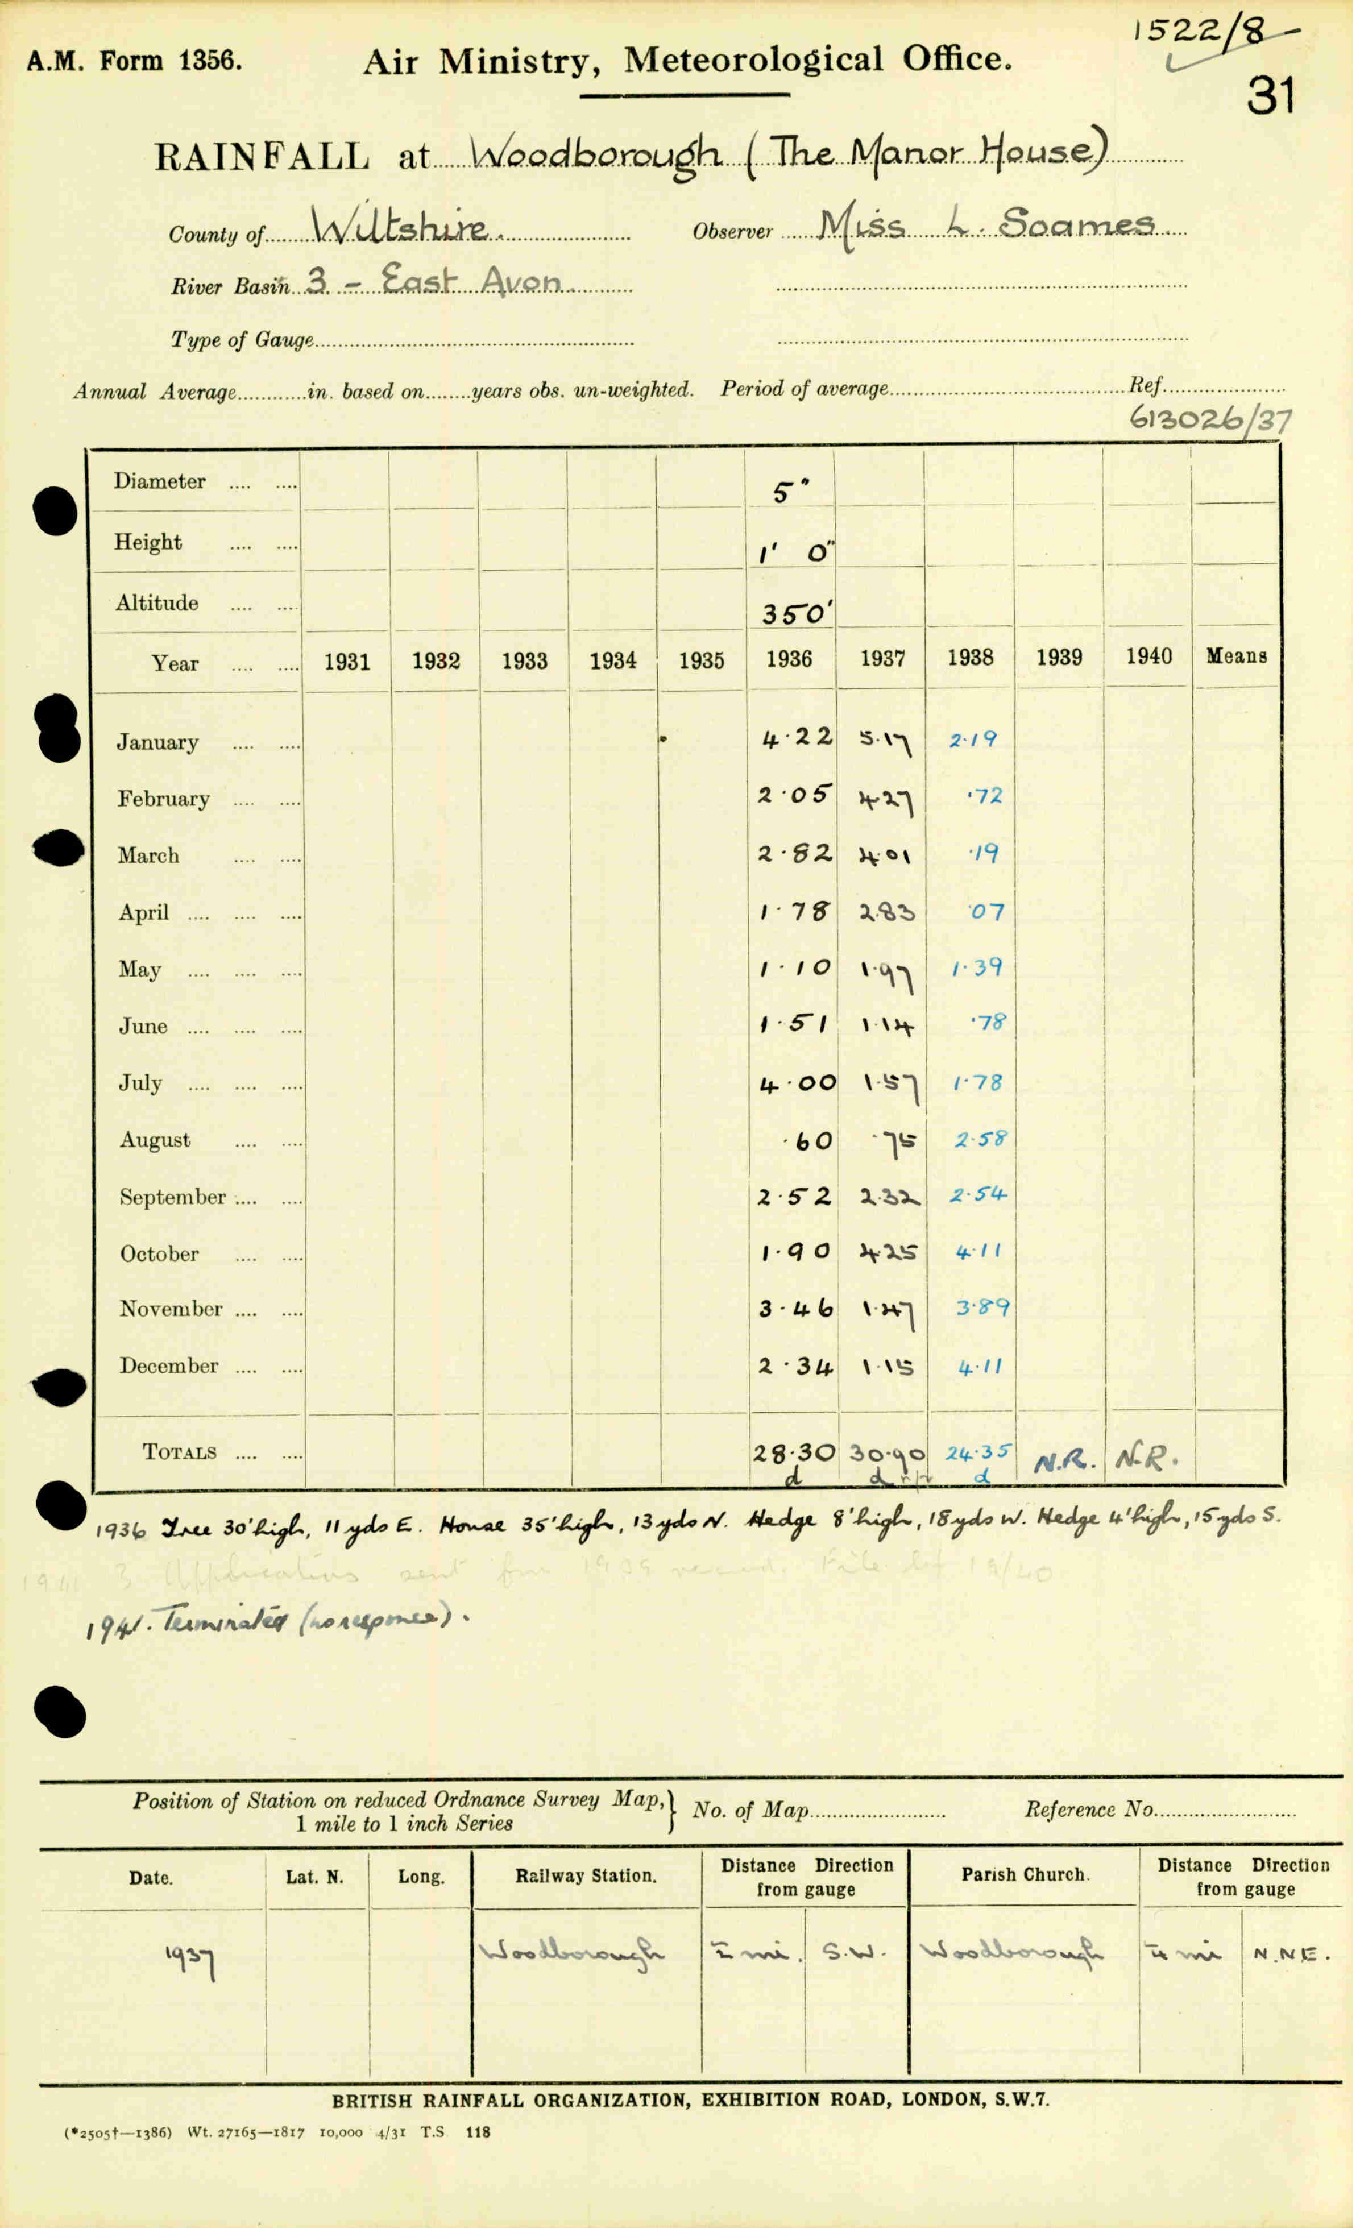 1522/8
A.M. Form 1356. Air Ministry, Meteorological Office.
31
RAINFALL at Woodborough (The Manor House)
County of Wiltshire. Observer Miss L. Soames
River Basin 3 - East Avon
Type of Gauge
Annual Average in. based on years obs. un-weighted. Period of average Ref.
613026/37
Diameter 5"
Height 1' 0"
Altitude 350'
Year 1931 1932 1933 1934 1935 1936 1937 1938 1939 1940 Means
January 4·22 5·17 2·19
February 2·05 4·27 ·72
March 2·82 4·01 ·19
April 1·78 2·83 ·07
May 1·10 1·97 1·39
June 1·51 1·14 ·78
July 4·00 1·57 1·78
August ·60 ·75 2·58
September 2·52 2·32 2·54
October 1·90 4·25 4·11
November 3·46 1·47 3·89
December 2·34 1·15 4·11
TOTALS 28·30 30·90 24·35 N.R. N.R.
d d d
1936 Tree 30' high, 11 yds E. House 35' high, 13 yds N. Hedge 8' high, 18 yds W. Hedge 4' high, 15 yds S.
1941 3 Applications sent for 1939 record. File
1941. Terminated (no responce).
Position of Station on reduced Ordnance Survey Map, 1 mile to 1 inch Series } No. of Map Reference No.
Date. Lat. N. Long. Railway Station. Distance Direction from gauge Parish Church. Distance Direction from gauge
1937 Woodborough ½ mi. S.W. Woodborough ¼ mi N.N.E.
BRITISH RAINFALL ORGANIZATION, EXHIBITION ROAD, LONDON, S.W.7.
(*2505†—1386) Wt. 27165—1817 10,000 4/31 T.S. 118